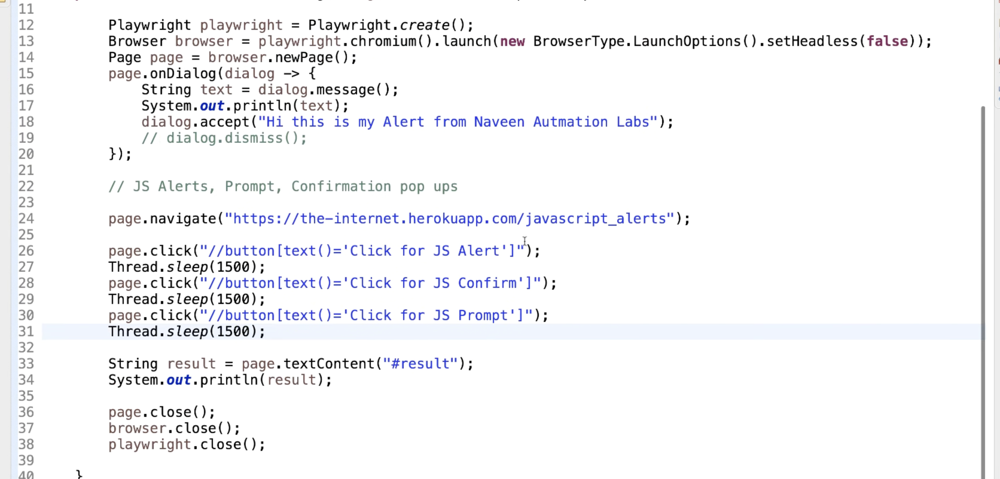 11
12 Playwright playwright = Playwright.create();
13 Browser browser = playwright.chromium().launch(new BrowserType.LaunchOptions().setHeadless(false));
14 Page page = browser.newPage();
15 page.onDialog(dialog -> {
16 String text = dialog.message();
17 System.out.println(text);
18 dialog.accept("Hi this is my Alert from Naveen Autmation Labs");
19 // dialog.dismiss();
20 });
21
22 // JS Alerts, Prompt, Confirmation pop ups
23
24 page.navigate("https://the-internet.herokuapp.com/javascript_alerts");
25
26 page.click("//button[text()='Click for JS Alert']");
27 Thread.sleep(1500);
28 page.click("//button[text()='Click for JS Confirm']");
29 Thread.sleep(1500);
30 page.click("//button[text()='Click for JS Prompt']");
31 Thread.sleep(1500);
32
33 String result = page.textContent("#result");
34 System.out.println(result);
35
36 page.close();
37 browser.close();
38 playwright.close();
39
40 }